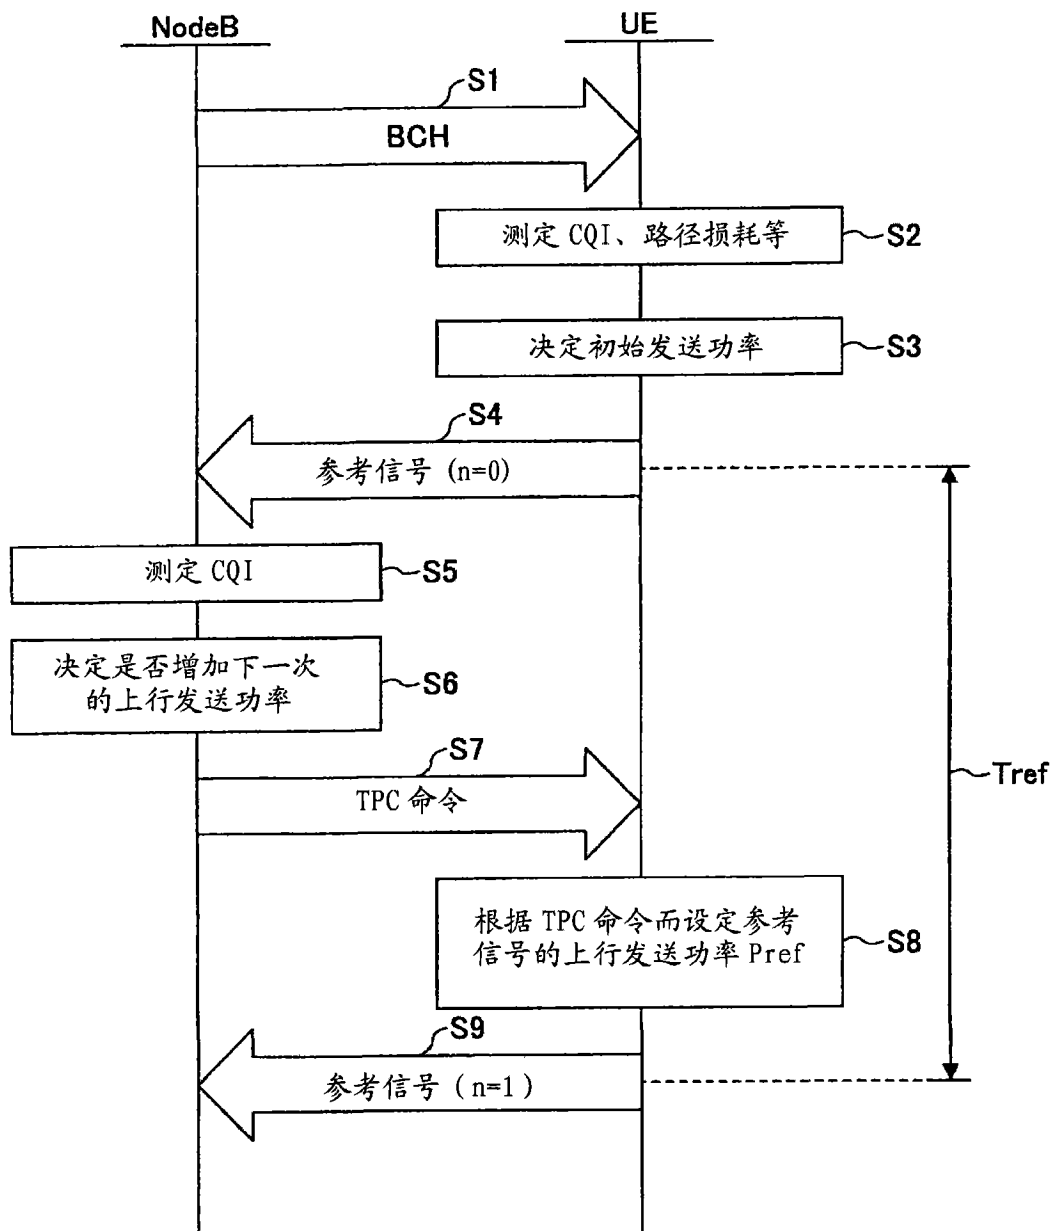 NodeB
UE
S1
BCH
测定 CQI、路径损耗等
S2
决定初始发送功率
S3
S4
参考信号 (n=0)
测定 CQI
S5
决定是否增加下一次
的上行发送功率
S6
S7
TPC 命令
Tref
根据 TPC 命令而设定参考
信号的上行发送功率 Pref
S8
S9
参考信号 ( n=1 )